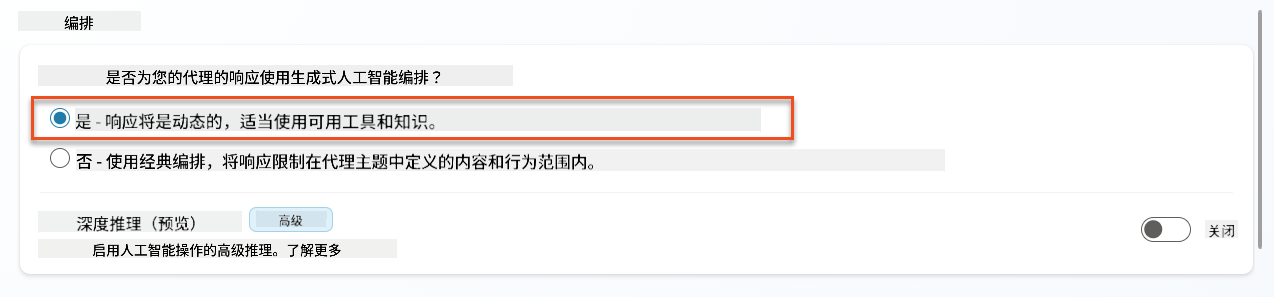 编排
是否为您的代理的响应使用生成式人工智能编排？
是 - 响应将是动态的，适当使用可用工具和知识。
否 - 使用经典编排，将响应限制在代理主题中定义的内容和行为范围内。
深度推理（预览） 高级
关闭
启用人工智能操作的高级推理。了解更多